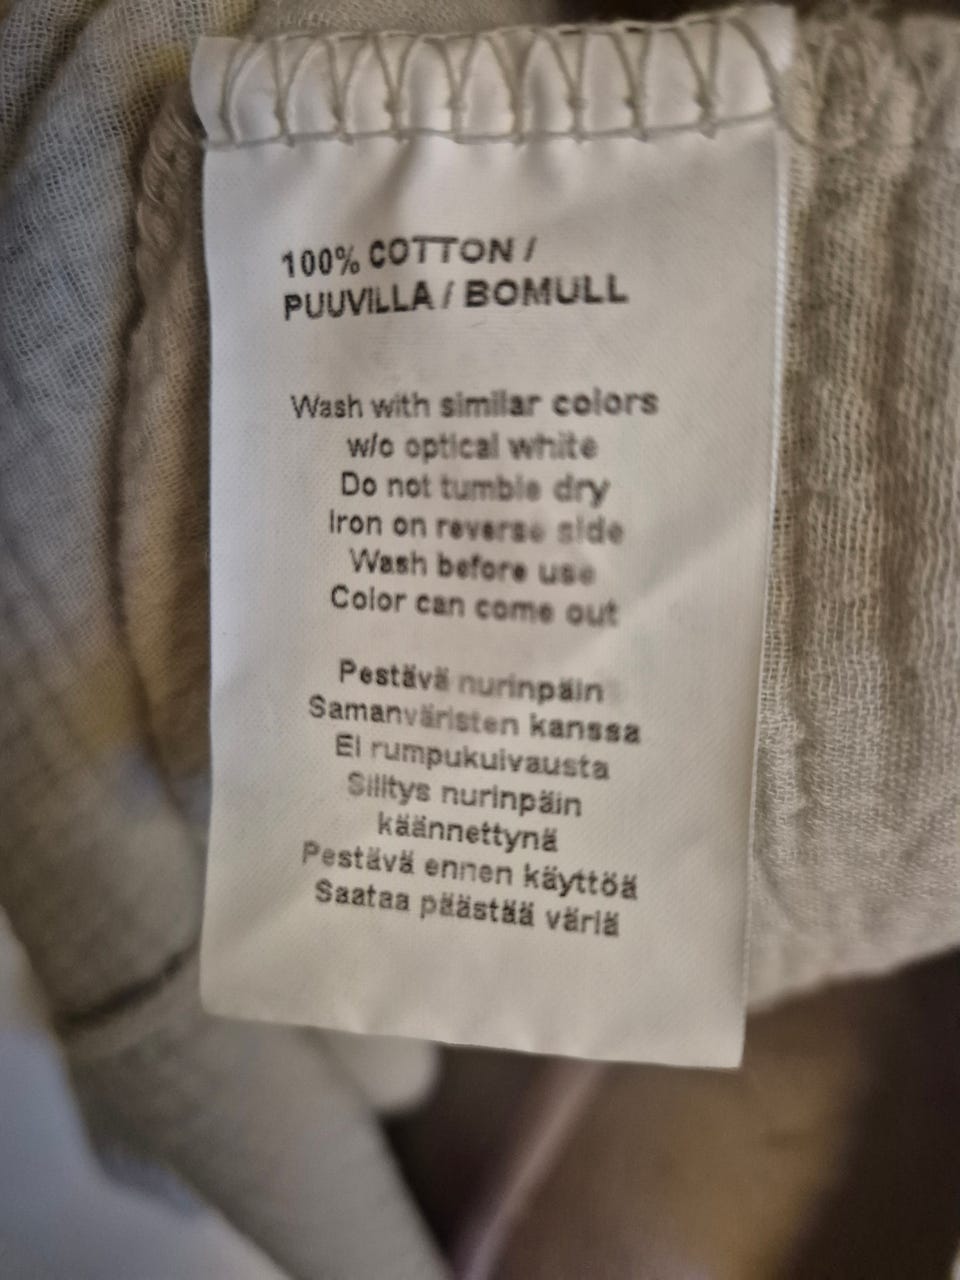 100% COTTON /
PUUVILLA / BOMULL
Wash with similar colors
w/o optical white
Do not tumble dry
Iron on reverse side
Wash before use
Color can come out
Pestävä nurinpäin
Samanväristen kanssa
Ei rumpukuivausta
Silitys nurinpäin
käännettynä
Pestävä ennen käyttöä
Saataa päästää väriä